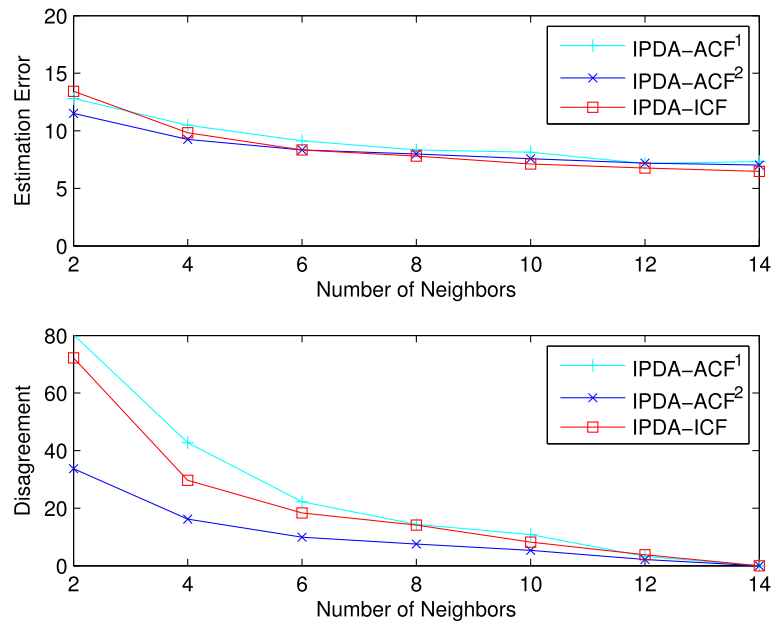 20
15
10
5
0
Estimation Error
IPDA−ACF¹
IPDA−ACF²
IPDA−ICF
2 4 6 8 10 12 14
Number of Neighbors
80
60
40
20
0
Disagreement
IPDA−ACF¹
IPDA−ACF²
IPDA−ICF
2 4 6 8 10 12 14
Number of Neighbors